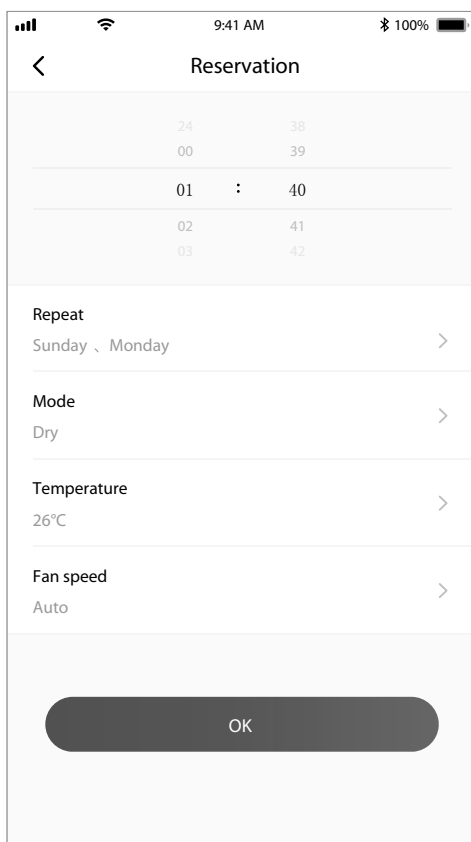 9:41 AM 100%
Reservation
24 38
00 39
01 : 40
02 41
03 42
Repeat
Sunday 、Monday
Mode
Dry
Temperature
26°C
Fan speed
Auto
OK